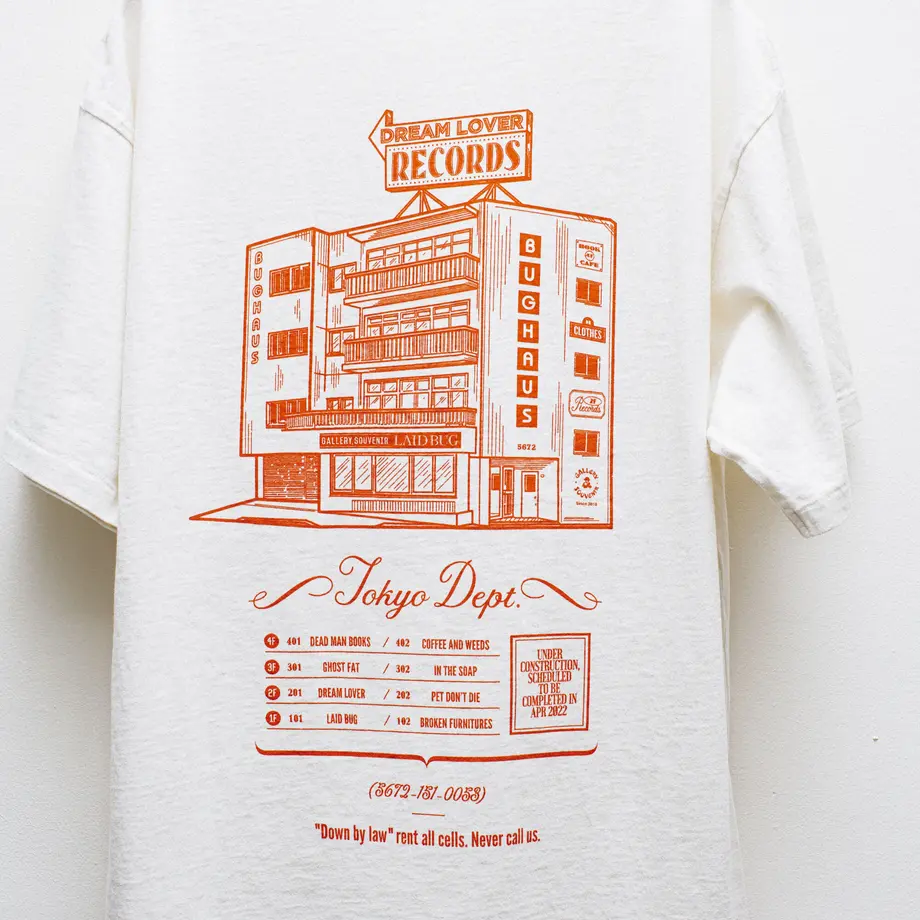 DREAM LOVER
RECORDS
BUGHAUS
BUGHAUS
BOOK
AT
CAFE
CLOTHES
Records
5672
GALLERY, SOUVENIR LAID BUG
GALLERY
&
SOUVENIR
Tokyo Dept.
4F 401 DEAD MAN BOOKS / 402 COFFEE AND WEEDS
3F 301 GHOST FAT / 302 IN THE SOAP
2F 201 DREAM LOVER / 202 PET DON'T DIE
1F 101 LAID BUG / 102 BROKEN FURNITURES
UNDER
CONSTRUCTION,
SCHEDULED
TO BE
COMPLETED IN
APR 2022
(5672-151-0053)
"Down by law" rent all cells. Never call us.